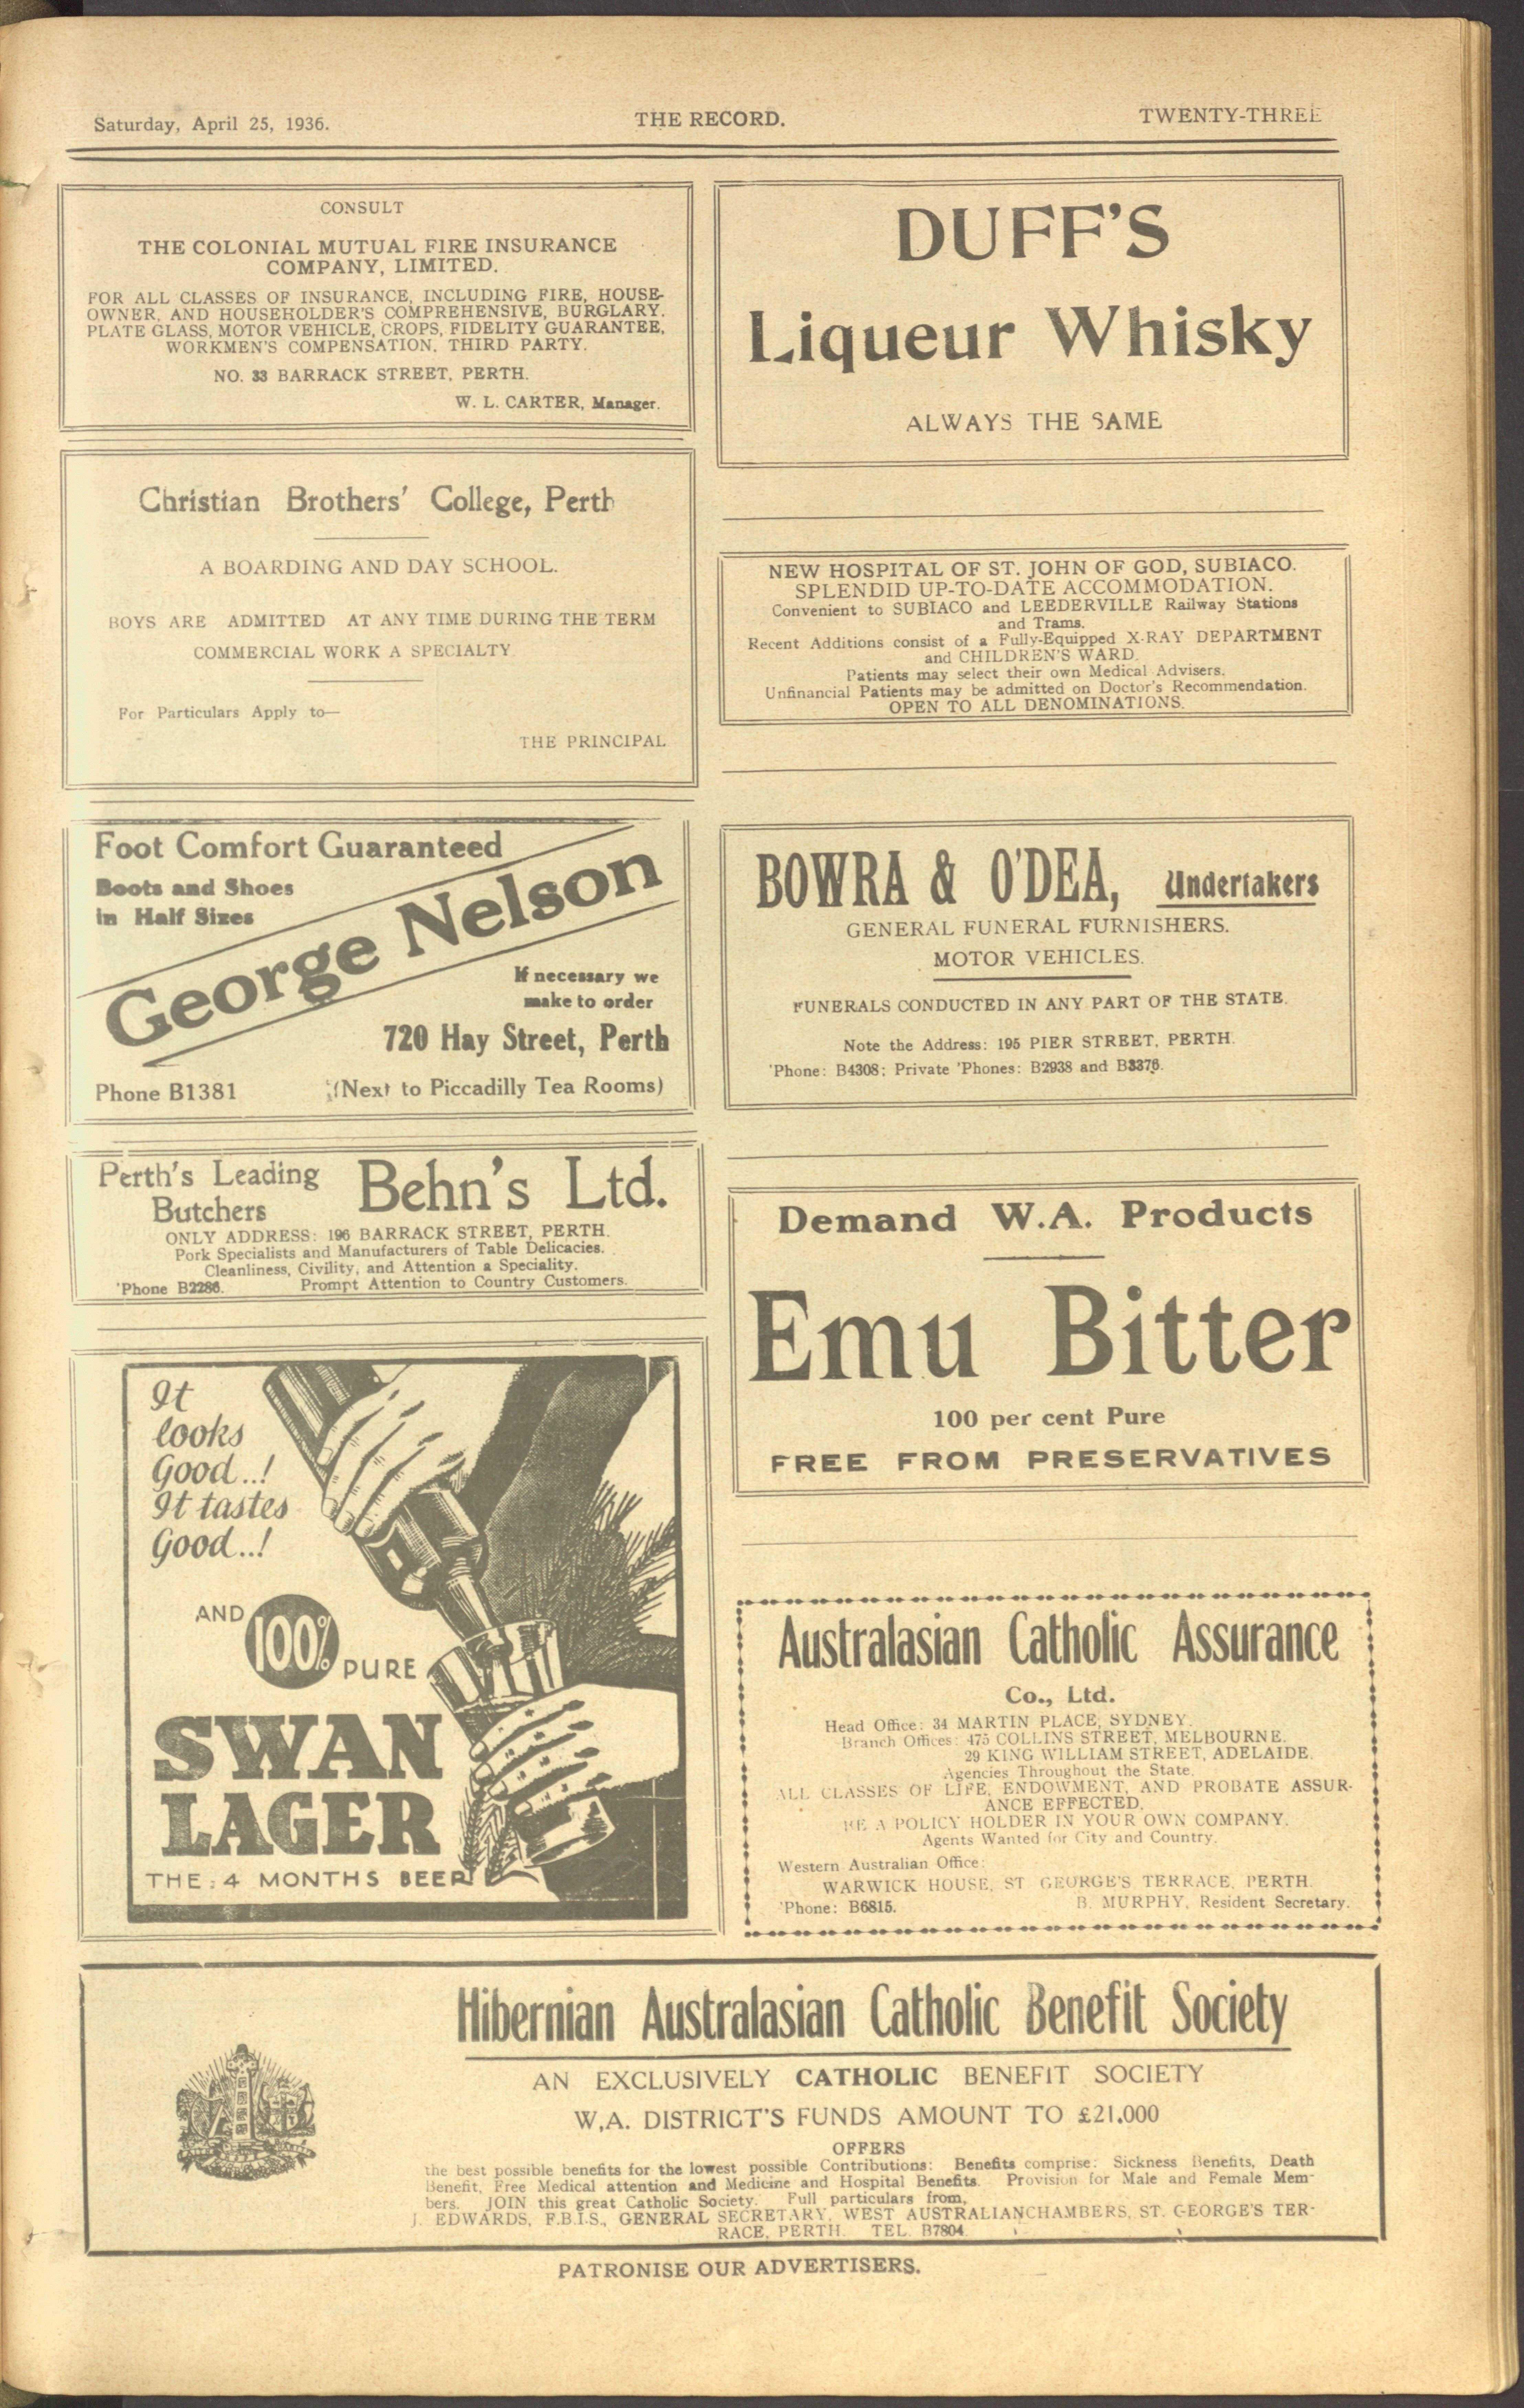 Saturday, April 25, 1936.
THE RECORD.
TWENTY-THREE
CONSULT
THE COLONIAL MUTUAL FIRE INSURANCE
COMPANY, LIMITED.
FOR ALL CLASSES OF INSURANCE, INCLUDING FIRE, HOUSE-
OWNER, AND HOUSEHOLDER'S COMPREHENSIVE, BURGLARY,
PLATE GLASS, MOTOR VEHICLE, CROPS, FIDELITY GUARANTEE,
WORKMEN'S COMPENSATION, THIRD PARTY.
NO. 33 BARRACK STREET, PERTH.
W. L. CARTER, Manager.
Christian Brothers' College, Perth
A BOARDING AND DAY SCHOOL.
BOYS ARE ADMITTED AT ANY TIME DURING THE TERM
COMMERCIAL WORK A SPECIALTY
For Particulars Apply to—
THE PRINCIPAL
Foot Comfort Guaranteed
Boots and Shoes
in Half Sizes
George Nelson
If necessary we
make to order
720 Hay Street, Perth
Phone B1381 (Next to Piccadilly Tea Rooms)
Perth's Leading
Butchers
Behn's Ltd.
ONLY ADDRESS: 196 BARRACK STREET, PERTH.
Pork Specialists and Manufacturers of Table Delicacies.
Cleanliness, Civility, and Attention a Speciality.
'Phone B2286. Prompt Attention to Country Customers.
It
looks
Good..!
It tastes
Good..!
AND 100% PURE
SWAN
LAGER
THE 4 MONTHS BEER
DUFF'S
Liqueur Whisky
ALWAYS THE SAME
NEW HOSPITAL OF ST. JOHN OF GOD, SUBIACO.
SPLENDID UP-TO-DATE ACCOMMODATION.
Convenient to SUBIACO and LEEDERVILLE Railway Stations
and Trams.
Recent Additions consist of a Fully-Equipped X-RAY DEPARTMENT
and CHILDREN'S WARD.
Patients may select their own Medical Advisers.
Unfinancial Patients may be admitted on Doctor's Recommendation.
OPEN TO ALL DENOMINATIONS.
BOWRA & O'DEA, Undertakers
GENERAL FUNERAL FURNISHERS.
MOTOR VEHICLES.
FUNERALS CONDUCTED IN ANY PART OF THE STATE.
Note the Address: 195 PIER STREET, PERTH.
'Phone: B4308; Private 'Phones: B2938 and B3376.
Demand W.A. Products
Emu Bitter
100 per cent Pure
FREE FROM PRESERVATIVES
Australasian Catholic Assurance
Co., Ltd.
Head Office: 34 MARTIN PLACE, SYDNEY.
Branch Offices: 475 COLLINS STREET, MELBOURNE.
29 KING WILLIAM STREET, ADELAIDE.
Agencies Throughout the State.
ALL CLASSES OF LIFE, ENDOWMENT, AND PROBATE ASSUR-
ANCE EFFECTED.
BE A POLICY HOLDER IN YOUR OWN COMPANY.
Agents Wanted for City and Country.
Western Australian Office:
WARWICK HOUSE, ST GEORGE'S TERRACE, PERTH.
'Phone: B6815. B. MURPHY, Resident Secretary.
Hibernian Australasian Catholic Benefit Society
AN EXCLUSIVELY CATHOLIC BENEFIT SOCIETY
W.A. DISTRICT'S FUNDS AMOUNT TO £21,000
OFFERS
the best possible benefits for the lowest possible Contributions: Benefits comprise: Sickness Benefits, Death
Benefit, Free Medical attention and Medicine and Hospital Benefits. Provision for Male and Female Mem-
bers. JOIN this great Catholic Society. Full particulars from,
J. EDWARDS, F.B.I.S., GENERAL SECRETARY, WEST AUSTRALIANCHAMBERS, ST. GEORGE'S TER-
RACE, PERTH. TEL. B7804.
PATRONISE OUR ADVERTISERS.